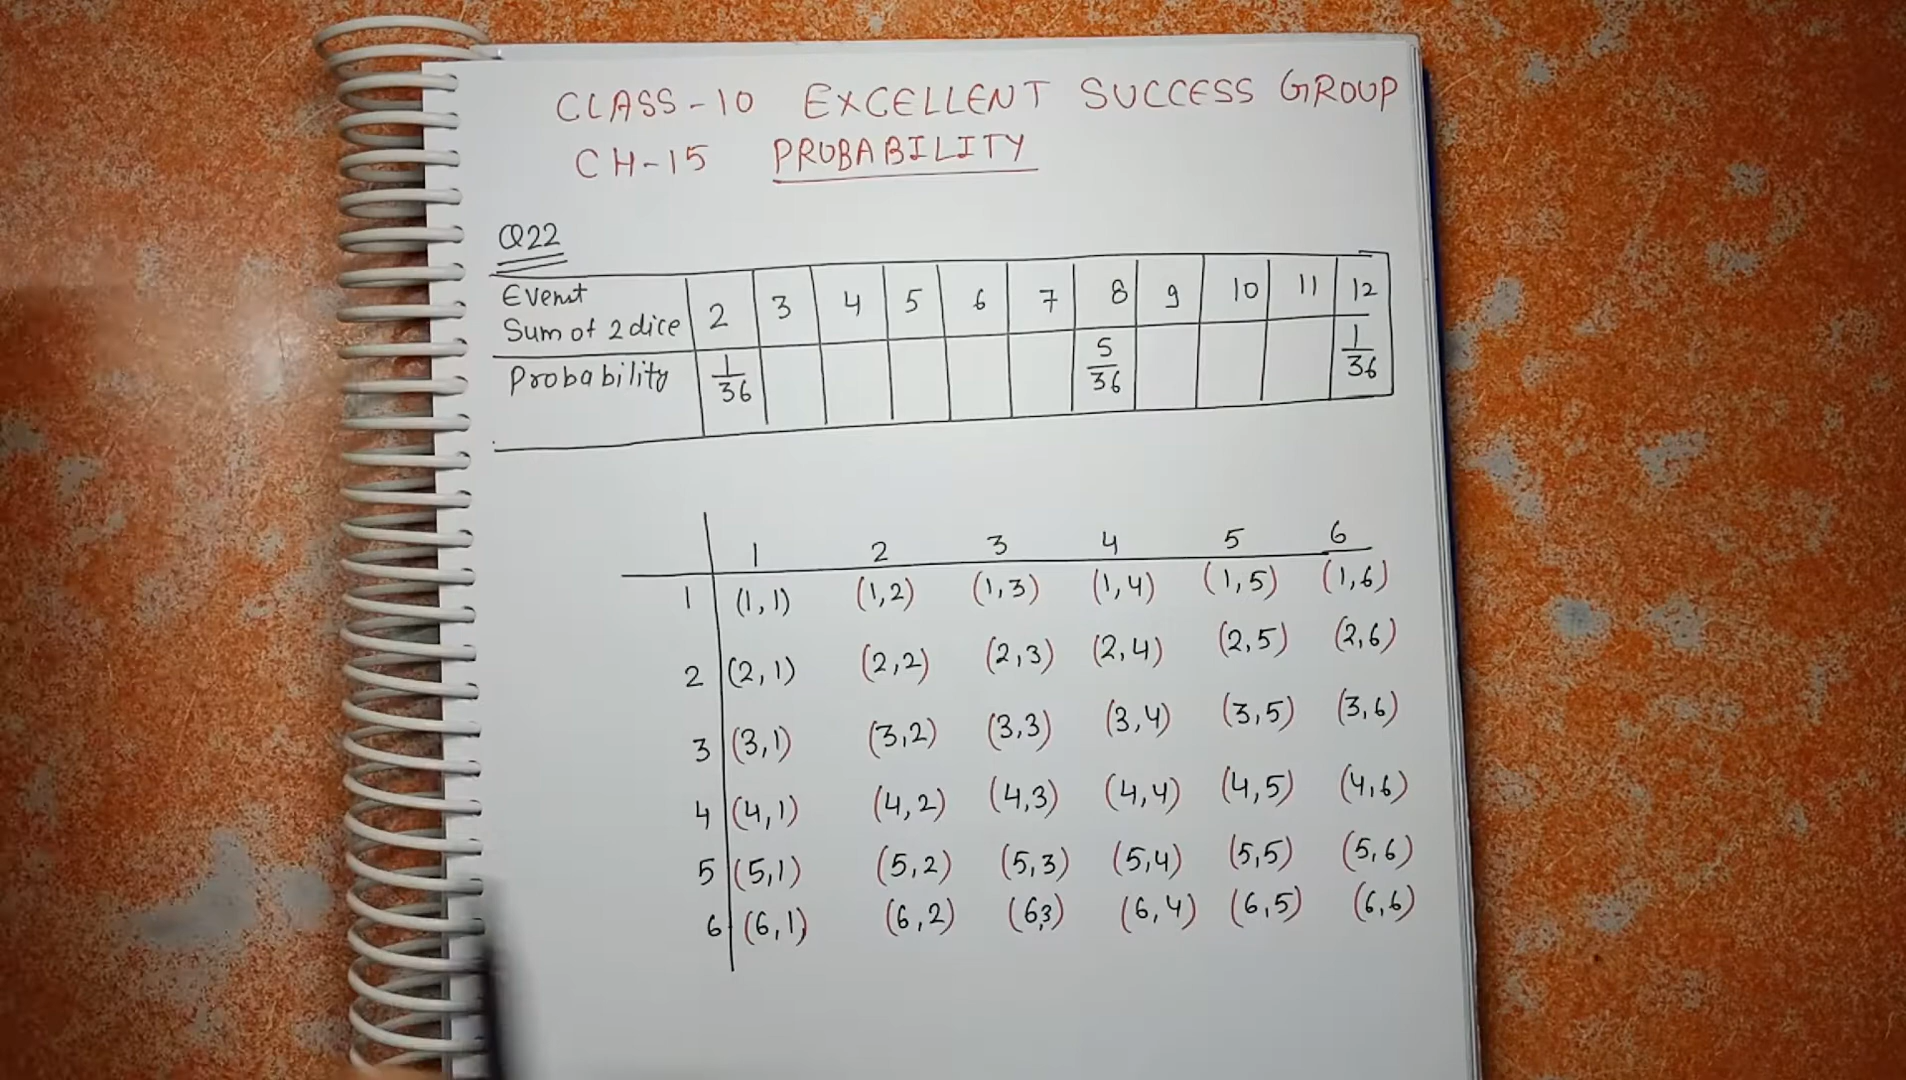 CLASS-10 EXCELLENT SUCCESS GROUP
CH-15 PROBABILITY
Q22
Event Sum of 2 dice 2 3 4 5 6 7 8 9 10 11 12
Probability 1/36 5/36 1/36
1 2 3 4 5 6
1 (1,1) (1,2) (1,3) (1,4) (1,5) (1,6)
2 (2,1) (2,2) (2,3) (2,4) (2,5) (2,6)
3 (3,1) (3,2) (3,3) (3,4) (3,5) (3,6)
4 (4,1) (4,2) (4,3) (4,4) (4,5) (4,6)
5 (5,1) (5,2) (5,3) (5,4) (5,5) (5,6)
6 (6,1) (6,2) (6,3) (6,4) (6,5) (6,6)